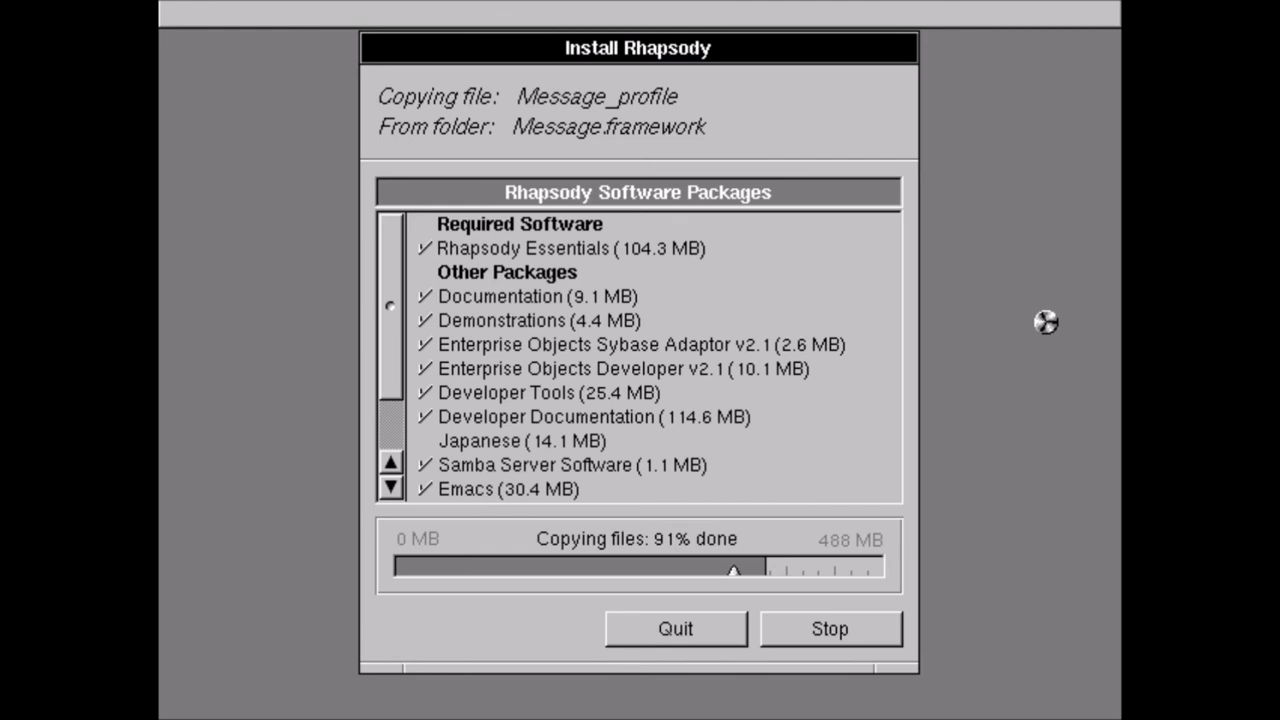 Install Rhapsody
Copying file: Message_profile
From folder: Message.framework
Rhapsody Software Packages
Required Software
Rhapsody Essentials (104.3 MB)
Other Packages
Documentation (9.1 MB)
Demonstrations (4.4 MB)
Enterprise Objects Sybase Adaptor v2.1 (2.6 MB)
Enterprise Objects Developer v2.1 (10.1 MB)
Developer Tools (25.4 MB)
Developer Documentation (114.6 MB)
Japanese (14.1 MB)
Samba Server Software (1.1 MB)
Emacs (30.4 MB)
0 MB Copying files: 91% done 488 MB
Quit Stop